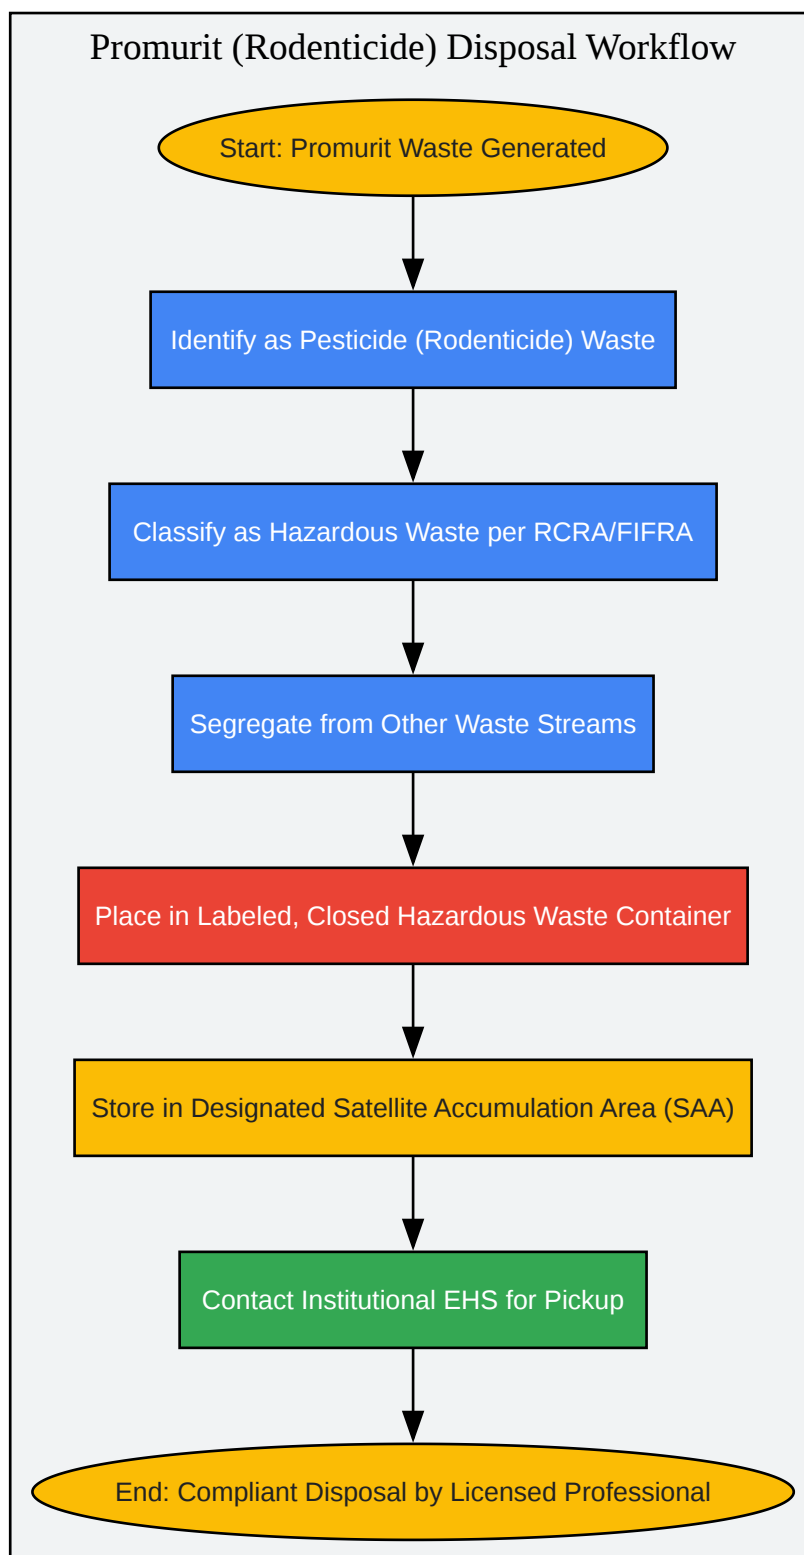 Promurit (Rodenticide) Disposal Workflow
Start: Promurit Waste Generated
Identify as Pesticide (Rodenticide) Waste
Classify as Hazardous Waste per RCRA/FIFRA
Segregate from Other Waste Streams
Place in Labeled, Closed Hazardous Waste Container
Store in Designated Satellite Accumulation Area (SAA)
Contact Institutional EHS for Pickup
End: Compliant Disposal by Licensed Professional